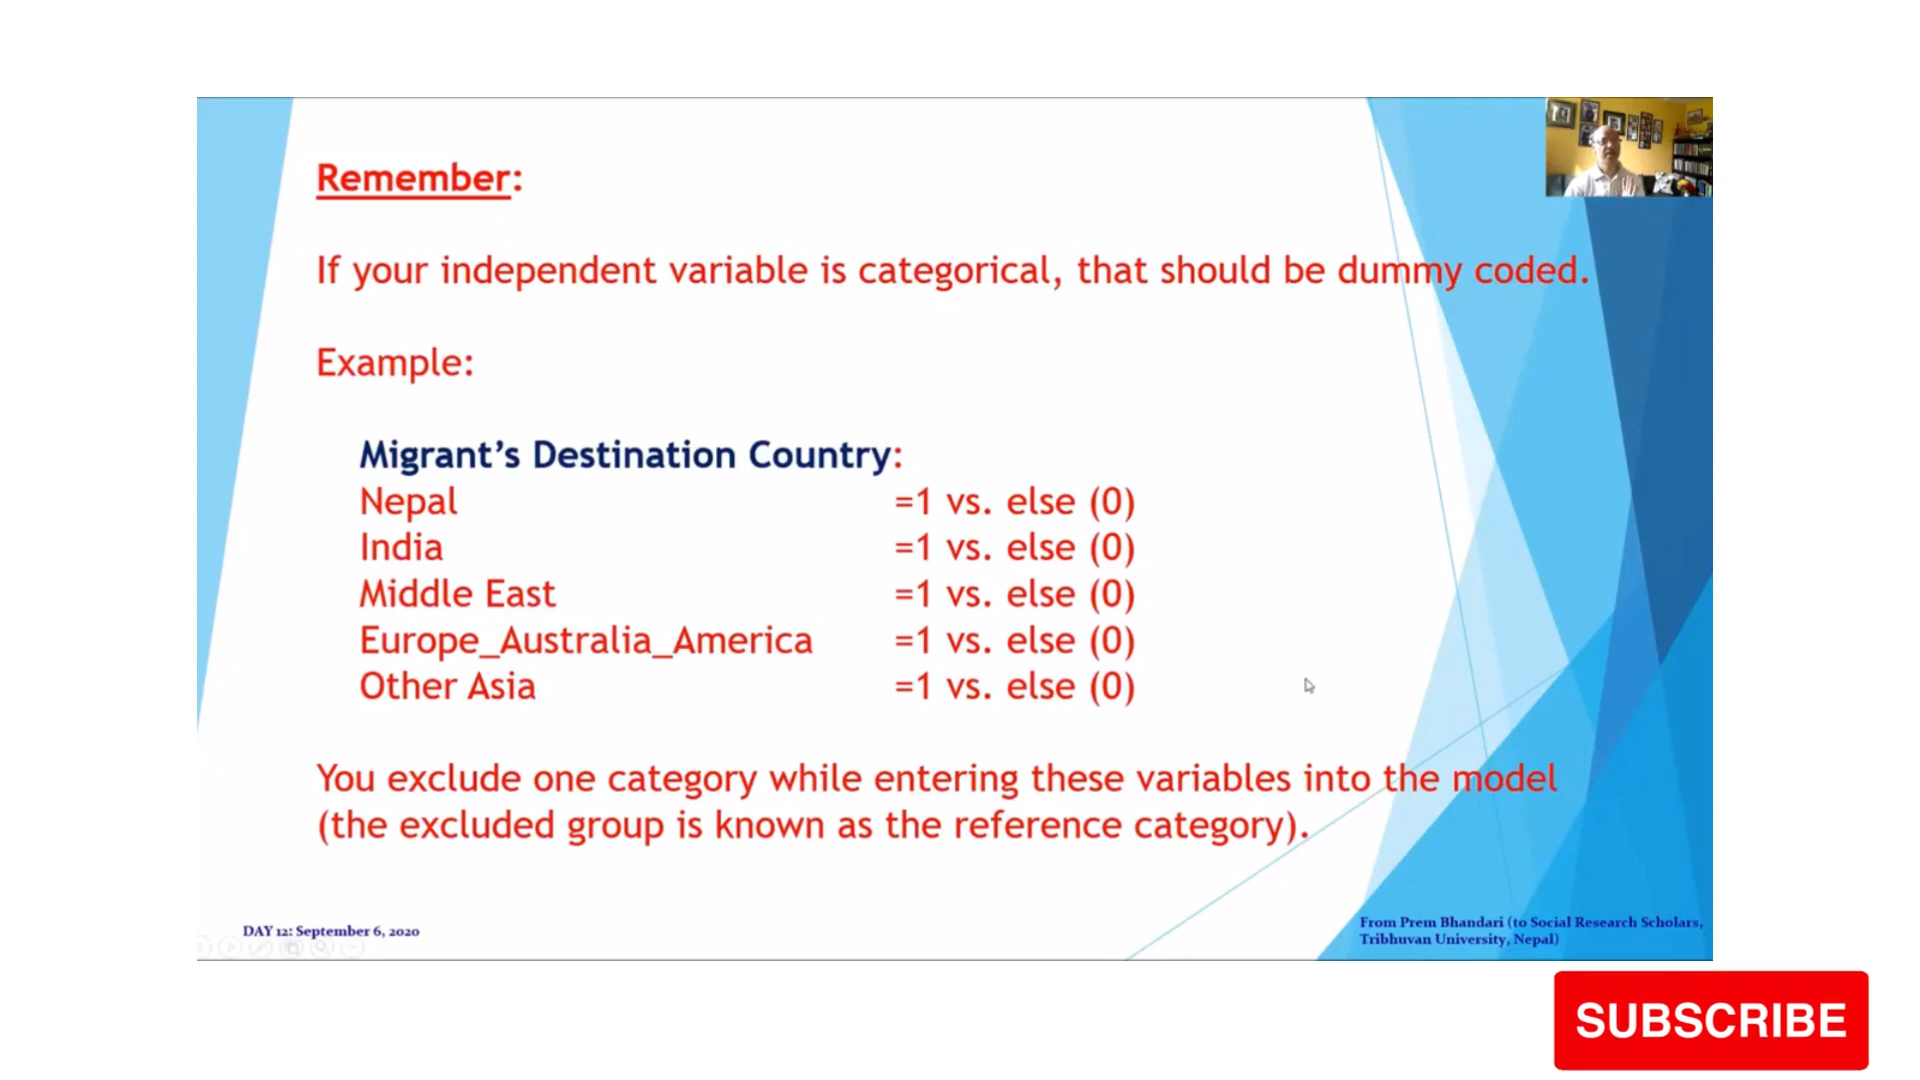 Remember:
If your independent variable is categorical, that should be dummy coded.
Example:
Migrant’s Destination Country:
Nepal =1 vs. else (0)
India =1 vs. else (0)
Middle East =1 vs. else (0)
Europe_Australia_America =1 vs. else (0)
Other Asia =1 vs. else (0)
You exclude one category while entering these variables into the model
(the excluded group is known as the reference category).
DAY 12: September 6, 2020
From Prem Bhandari (to Social Research Scholars,
Tribhuvan University, Nepal)
SUBSCRIBE